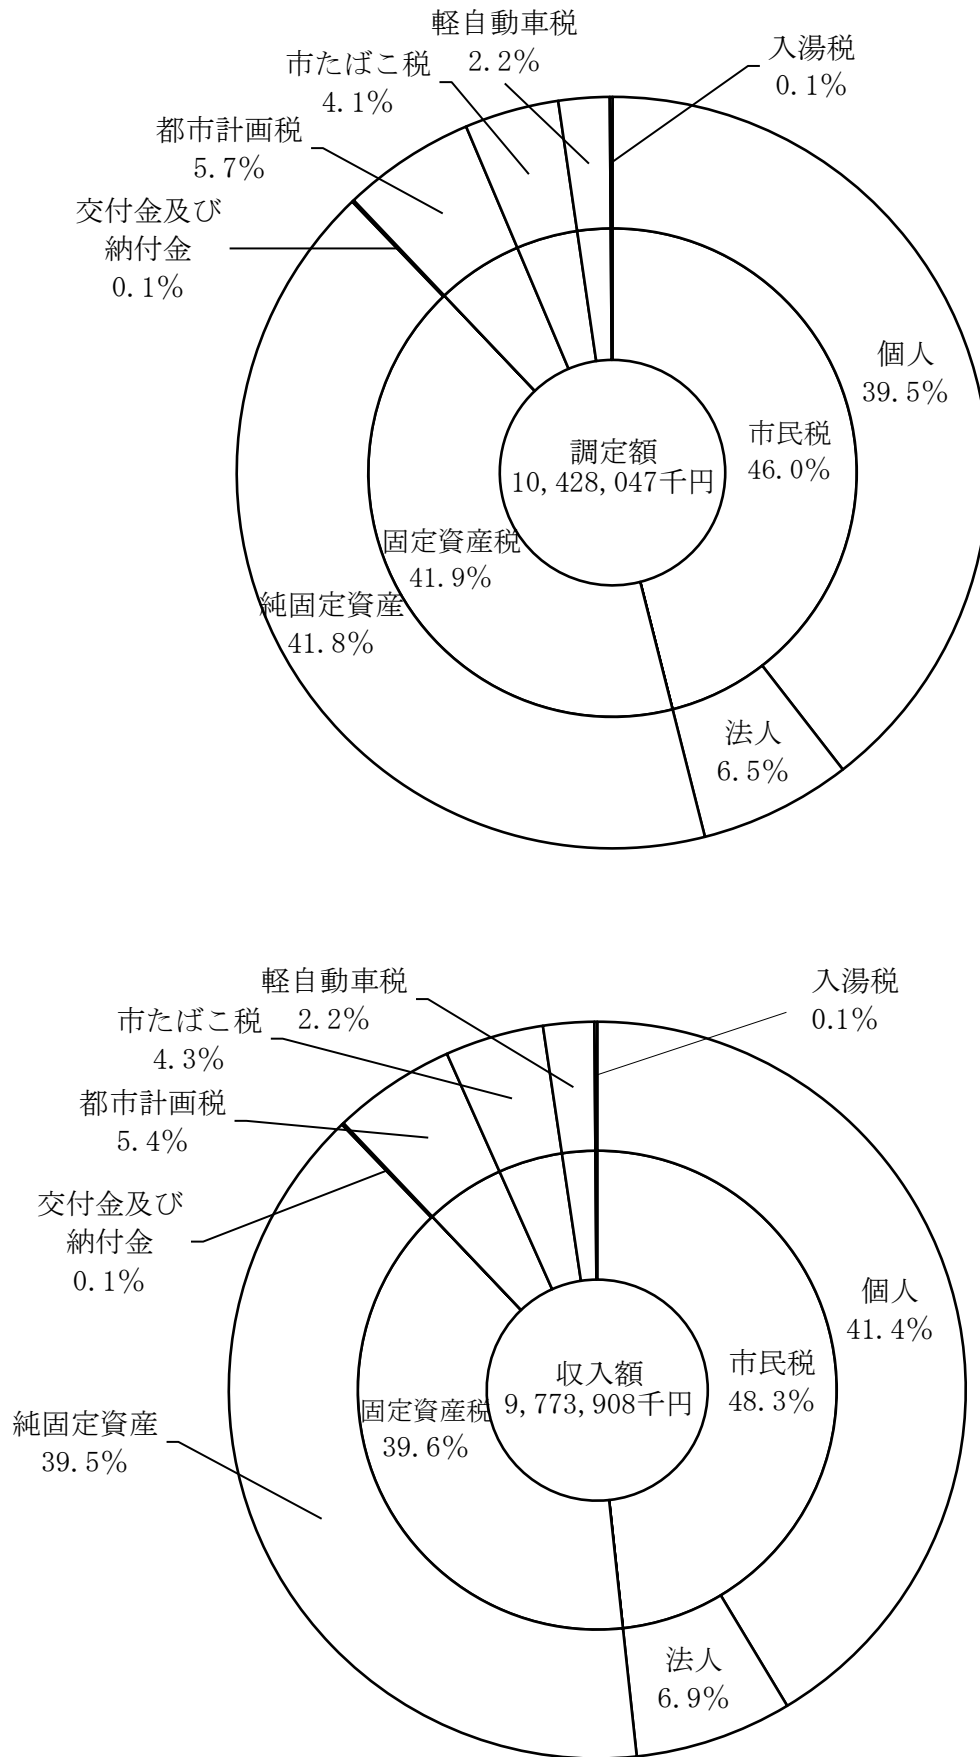 軽自動車税
2.2%
入湯税
0.1%
市たばこ税
4.1%
都市計画税
5.7%
交付金及び
納付金
0.1%
個人
39.5%
市民税
46.0%
調定額
10,428,047千円
固定資産税
41.9%
純固定資産
41.8%
法人
6.5%
軽自動車税
2.2%
入湯税
0.1%
市たばこ税
4.3%
都市計画税
5.4%
交付金及び
納付金
0.1%
個人
41.4%
市民税
48.3%
収入額
9,773,908千円
固定資産税
39.6%
純固定資産
39.5%
法人
6.9%